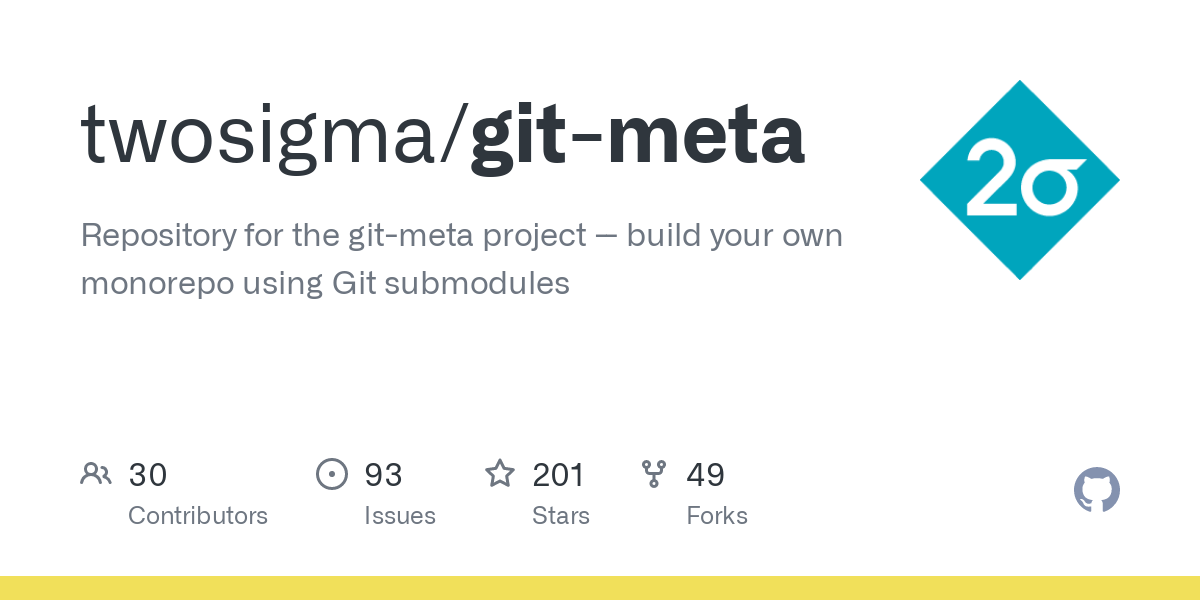 twosigma/git-meta
2σ
Repository for the git-meta project — build your own
monorepo using Git submodules
30
Contributors
93
Issues
201
Stars
49
Forks